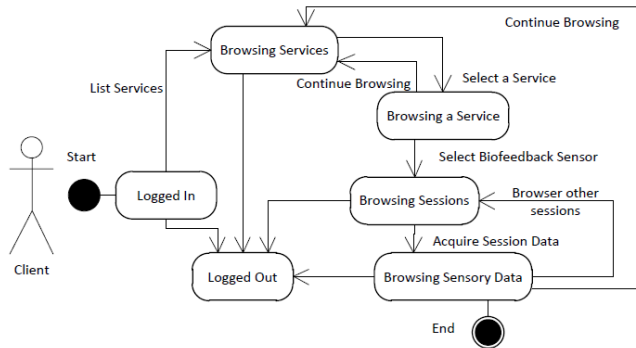 Continue Browsing
Browsing Services
Continue Browsing
Select a Service
List Services
Browsing a Service
Start
Select Biofeedback Sensor
Logged In
Browsing Sessions
Browser other
sessions
Acquire Session Data
Client
Logged Out
Browsing Sensory Data
End